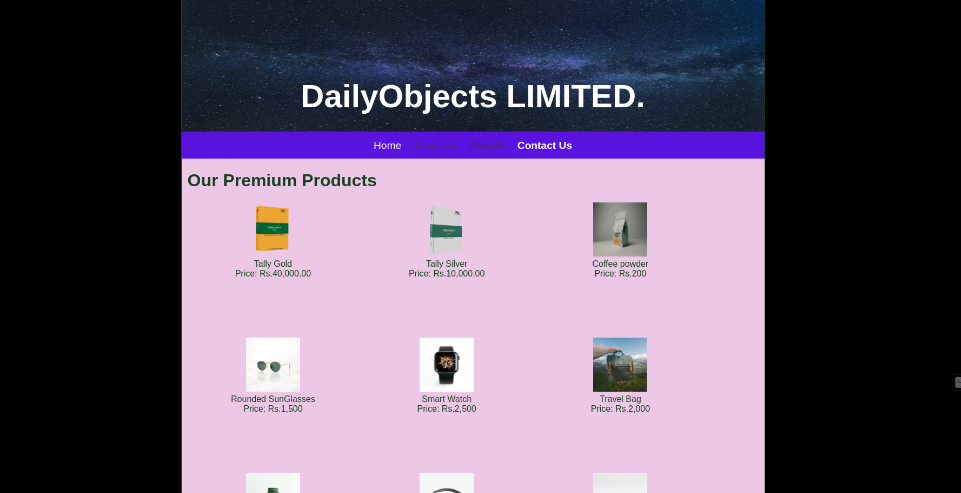 DailyObjects LIMITED.
Home Products People Contact Us
Our Premium Products
Tally Gold
Price: Rs.40,000.00
Tally Silver
Price: Rs.10,000.00
Coffee powder
Price: Rs.200
Rounded SunGlasses
Price: Rs.1,500
Smart Watch
Price: Rs.2,500
Travel Bag
Price: Rs.2,000